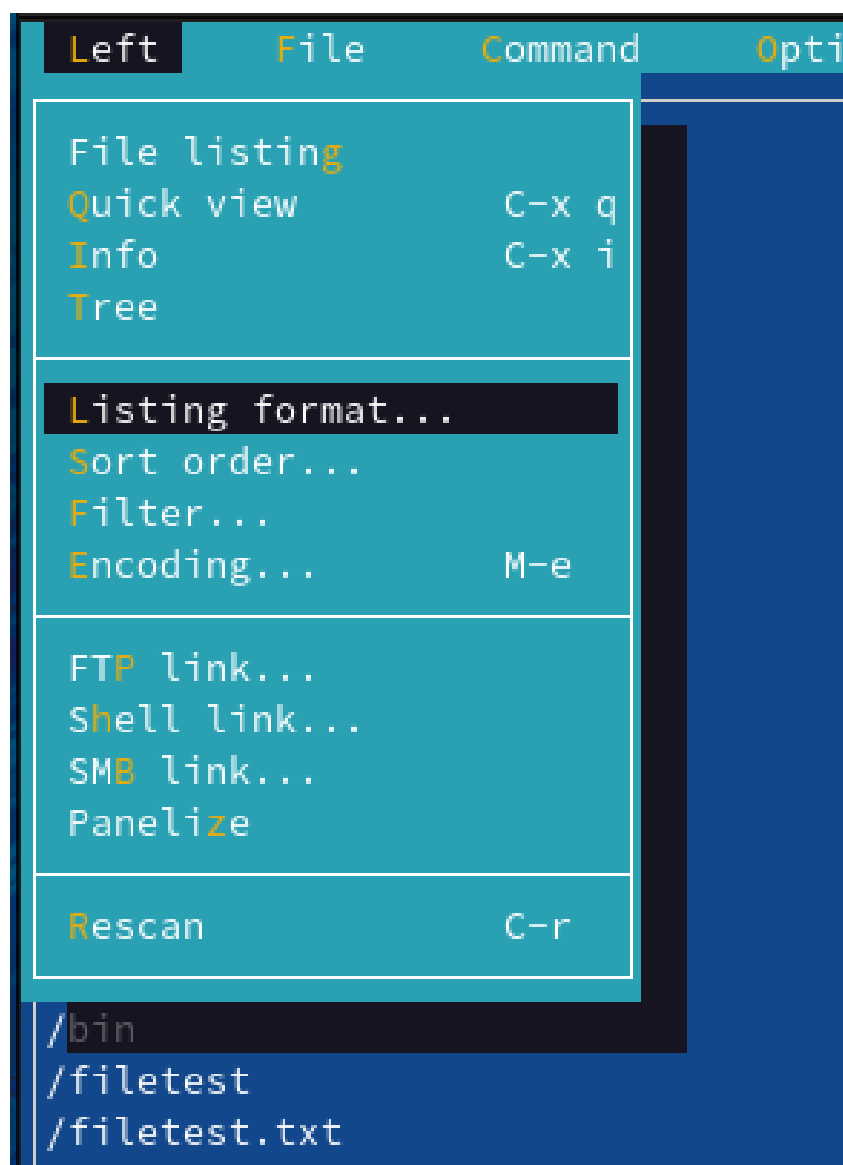 Left File Command Opti
File listing
Quick view C-x q
Info C-x i
Tree
Listing format...
Sort order...
Filter...
Encoding... M-e
FTP link...
Shell link...
SMB link...
Panelize
Rescan C-r
/bin
/filetest
/filetest.txt